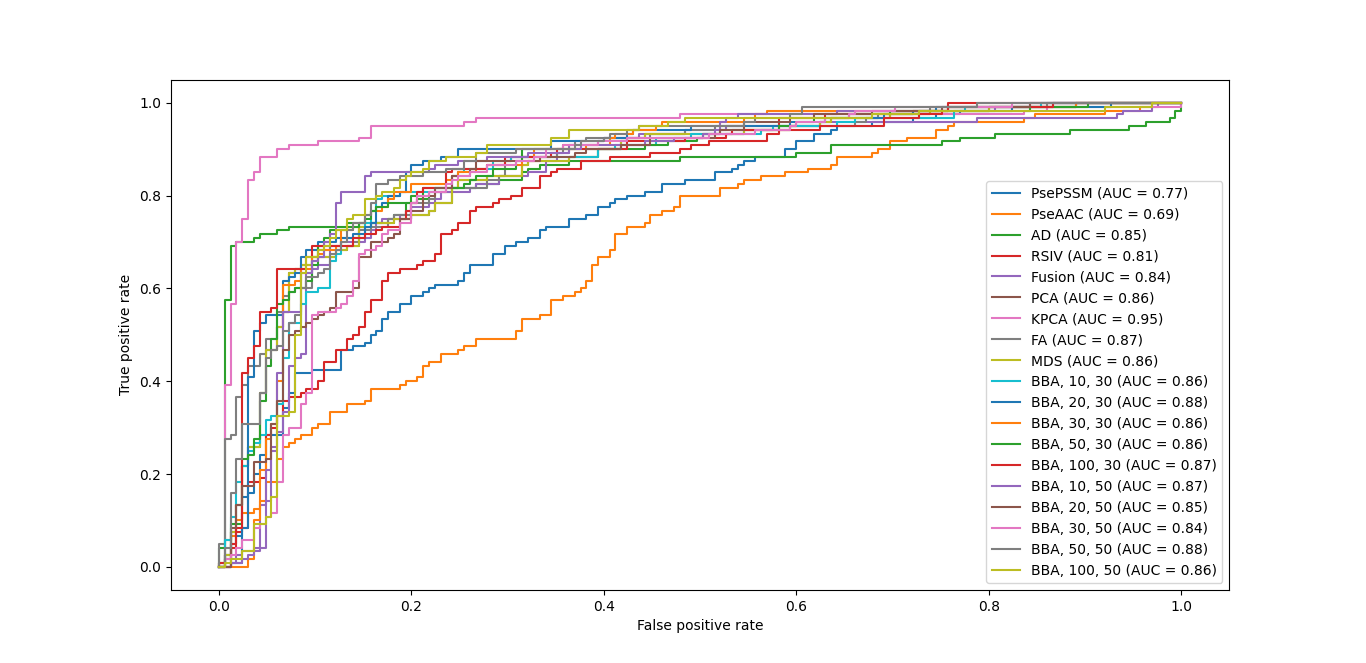 1.0
0.8
0.6
0.4
0.2
0.0
True positive rate
PsePSSM (AUC = 0.77)
PseAAC (AUC = 0.69)
AD (AUC = 0.85)
RSIV (AUC = 0.81)
Fusion (AUC = 0.84)
PCA (AUC = 0.86)
KPCA (AUC = 0.95)
FA (AUC = 0.87)
MDS (AUC = 0.86)
BBA, 10, 30 (AUC = 0.86)
BBA, 20, 30 (AUC = 0.88)
BBA, 30, 30 (AUC = 0.86)
BBA, 50, 30 (AUC = 0.86)
BBA, 100, 30 (AUC = 0.87)
BBA, 10, 50 (AUC = 0.87)
BBA, 20, 50 (AUC = 0.85)
BBA, 30, 50 (AUC = 0.84)
BBA, 50, 50 (AUC = 0.88)
BBA, 100, 50 (AUC = 0.86)
0.0 0.2 0.4 0.6 0.8 1.0
False positive rate